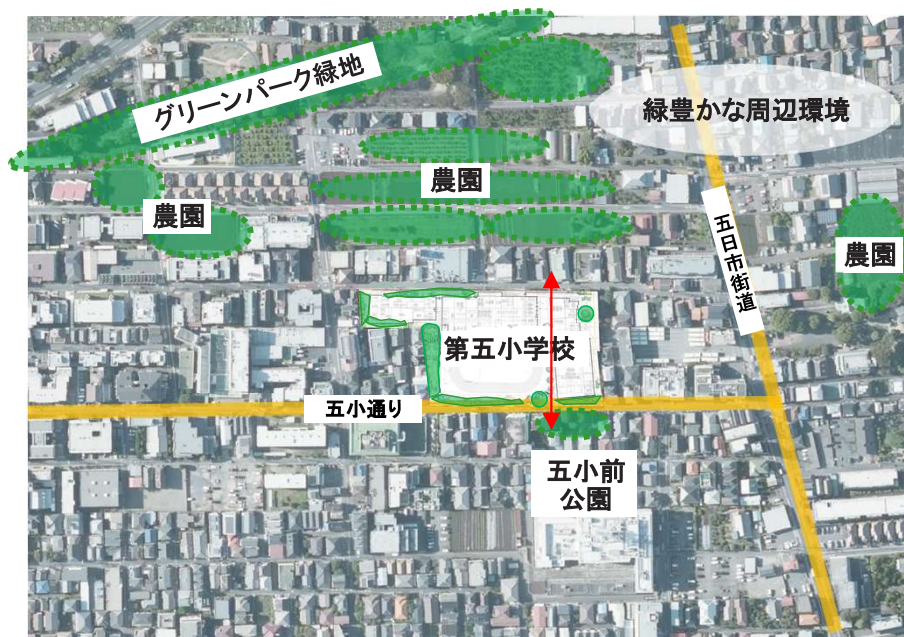 グリーンパーク緑地
緑豊かな周辺環境
農園
農園
五日市街道
農園
第五小学校
五小通り
五小前
公園